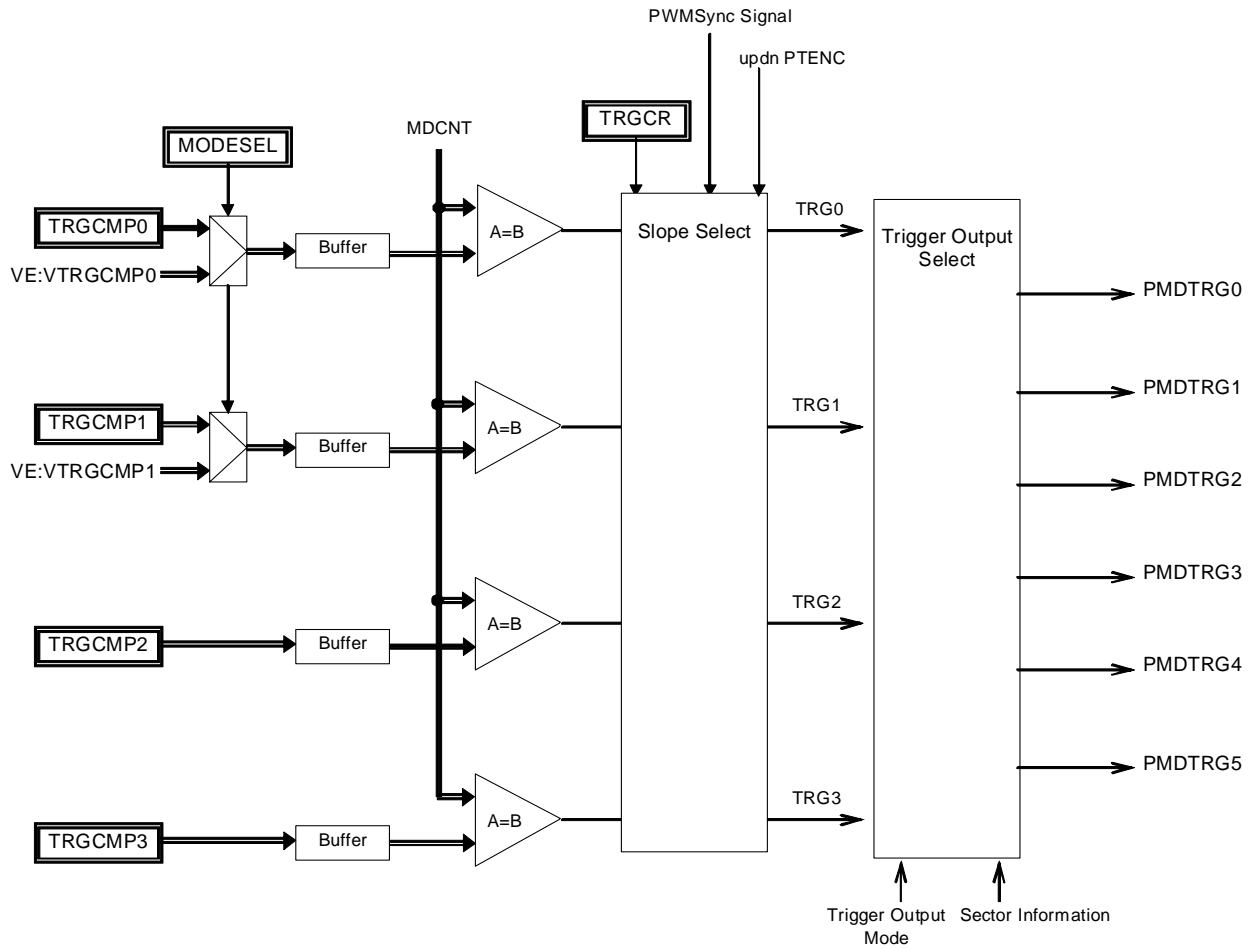 PWMSync Signal
updn PTENC
TRGCR
MDCNT
MODESEL
TRGCMP0
VE:VTRGCMP0
Buffer
A=B
Slope Select
TRG0
Trigger Output
Select
PMDTRG0
TRGCMP1
VE:VTRGCMP1
Buffer
A=B
TRG1
PMDTRG1
PMDTRG2
TRGCMP2
Buffer
A=B
TRG2
PMDTRG3
PMDTRG4
TRGCMP3
Buffer
A=B
TRG3
PMDTRG5
Trigger Output
Mode
Sector Information